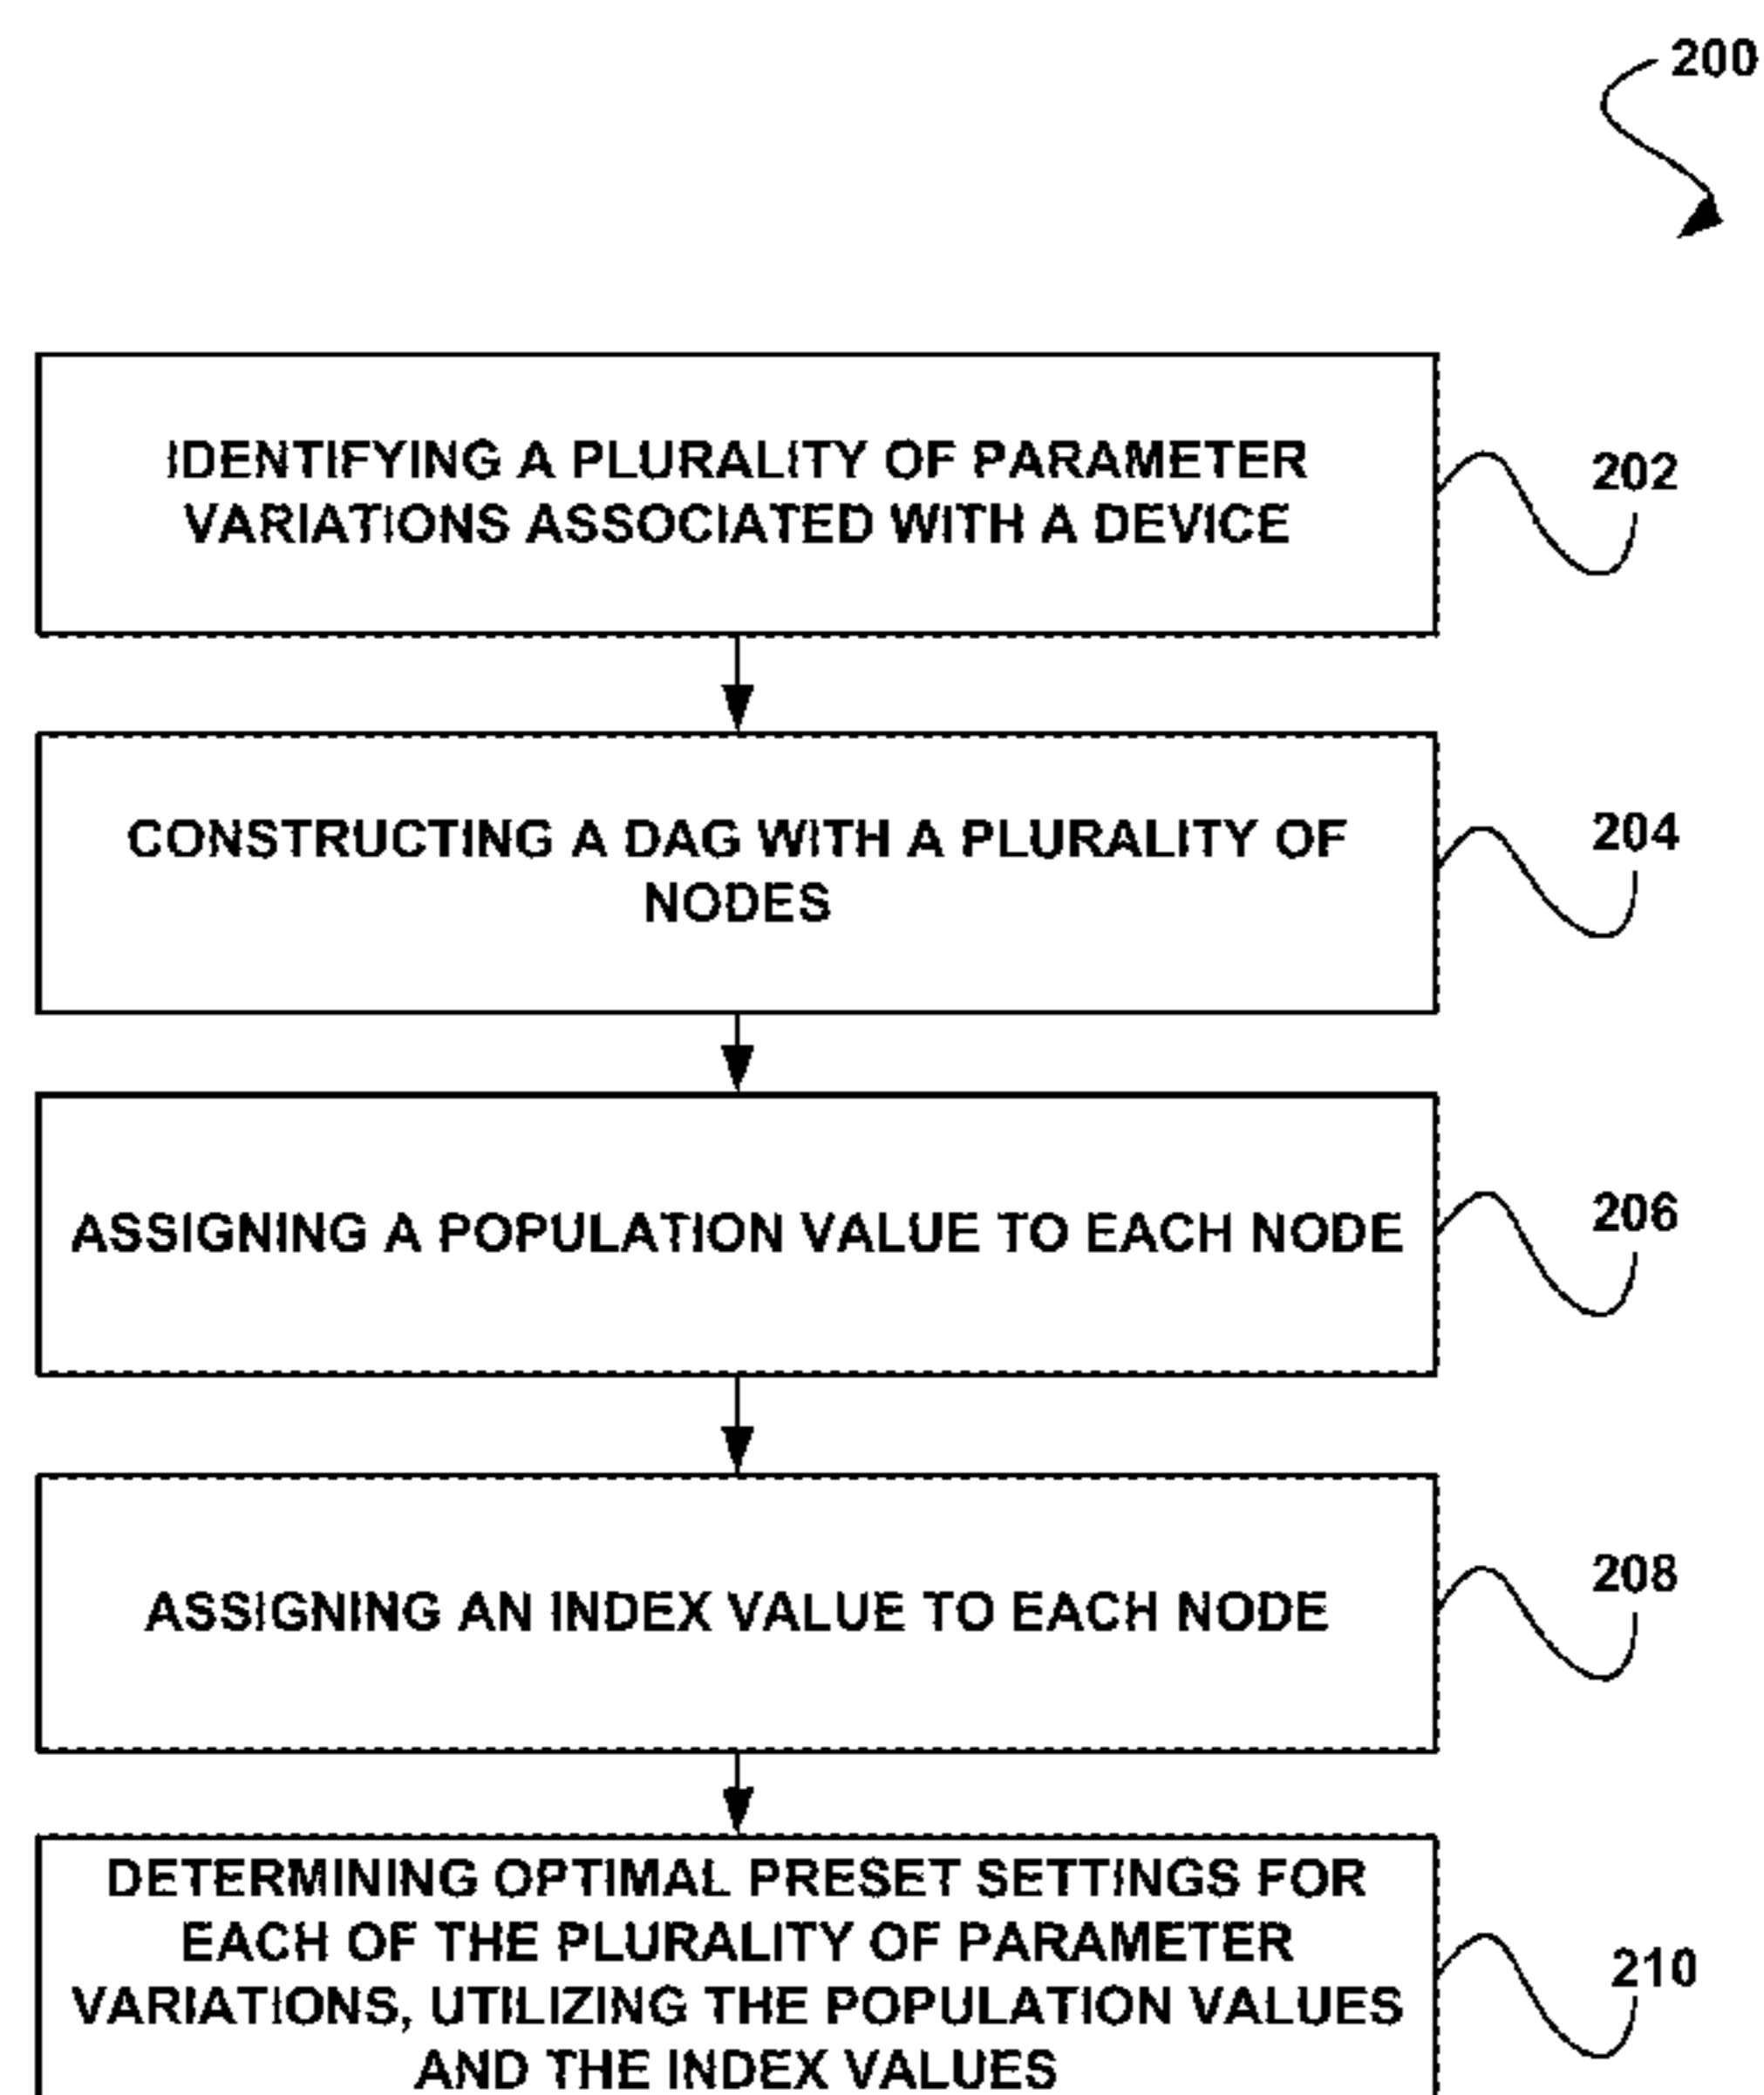 200
IDENTIFYING A PLURALITY OF PARAMETER
VARIATIONS ASSOCIATED WITH A DEVICE
202
CONSTRUCTING A DAG WITH A PLURALITY OF
NODES
204
ASSIGNING A POPULATION VALUE TO EACH NODE
206
ASSIGNING AN INDEX VALUE TO EACH NODE
208
DETERMINING OPTIMAL PRESET SETTINGS FOR
EACH OF THE PLURALITY OF PARAMETER
VARIATIONS, UTILIZING THE POPULATION VALUES
AND THE INDEX VALUES
210